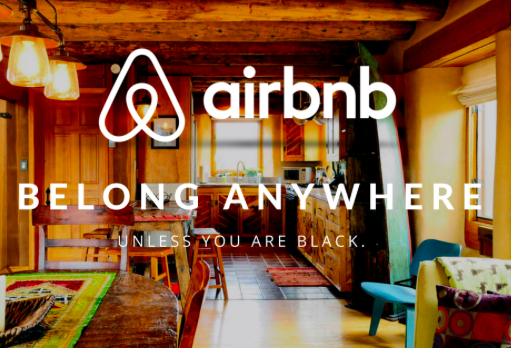 airbnb
BELONG ANYWHERE
UNLESS YOU ARE BLACK.